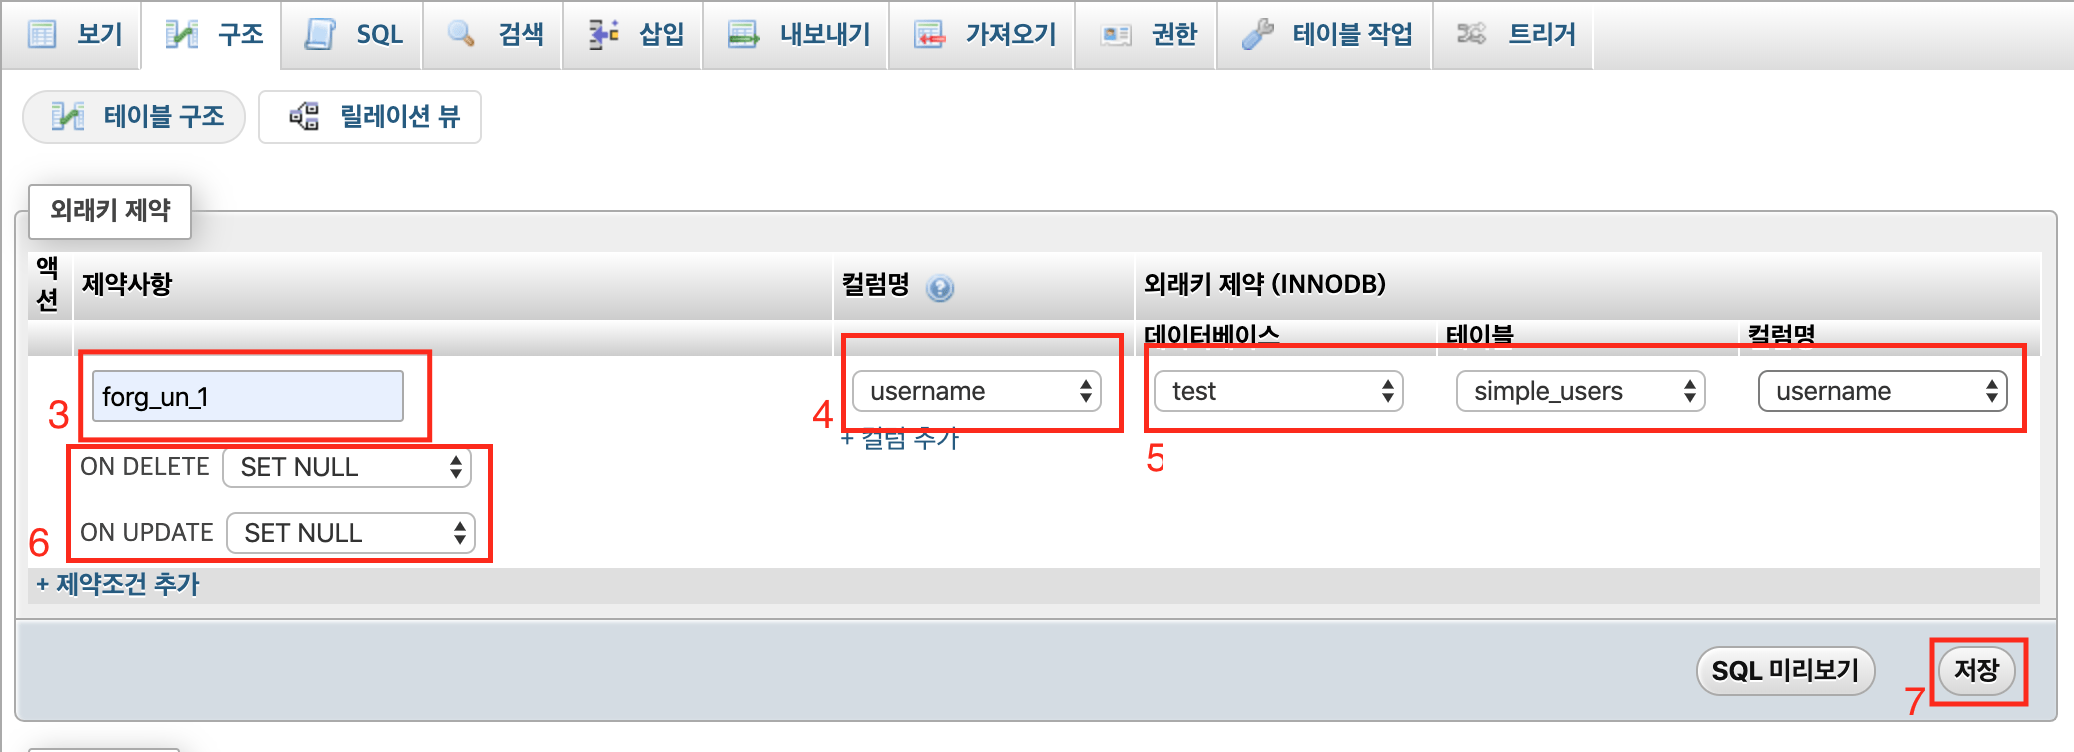 보기 구조 SQL 검색 삽입 내보내기 가져오기 권한 테이블 작업 트리거
테이블 구조 릴레이션 뷰
외래키 제약
액션 제약사항 컬럼명 외래키 제약 (INNODB)
데이터베이스 테이블 컬럼명
3 forg_un_1 4 username test simple_users username
+ 컬럼 추가
5
ON DELETE SET NULL
6 ON UPDATE SET NULL
+ 제약조건 추가
SQL 미리보기 저장
7